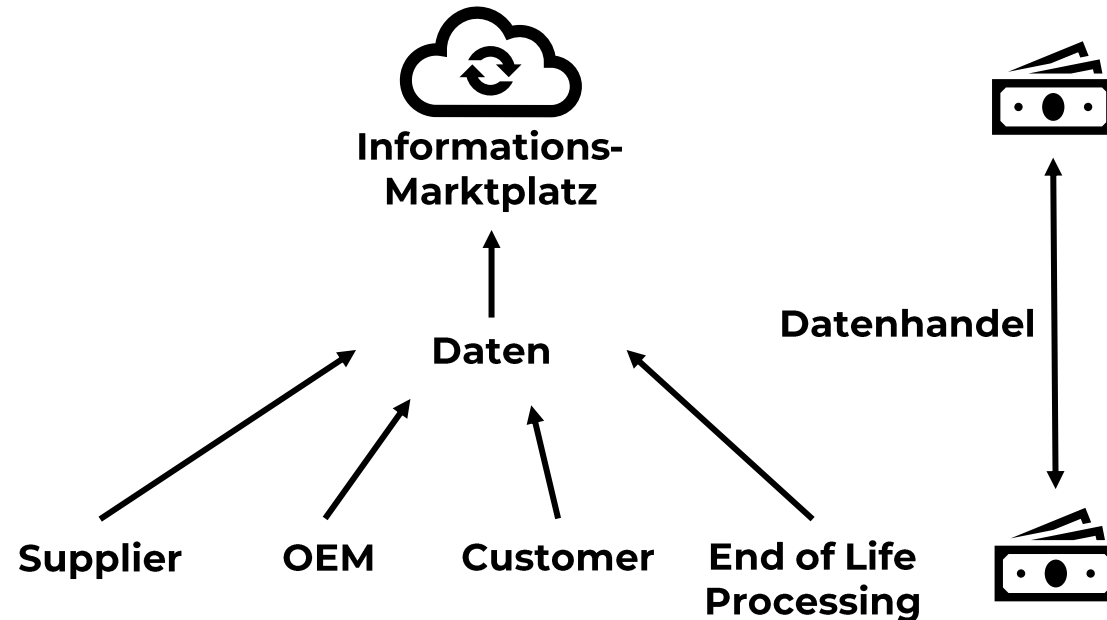 Informations-
Marktplatz
Datenhandel
Daten
Supplier
OEM
Customer
End of Life
Processing